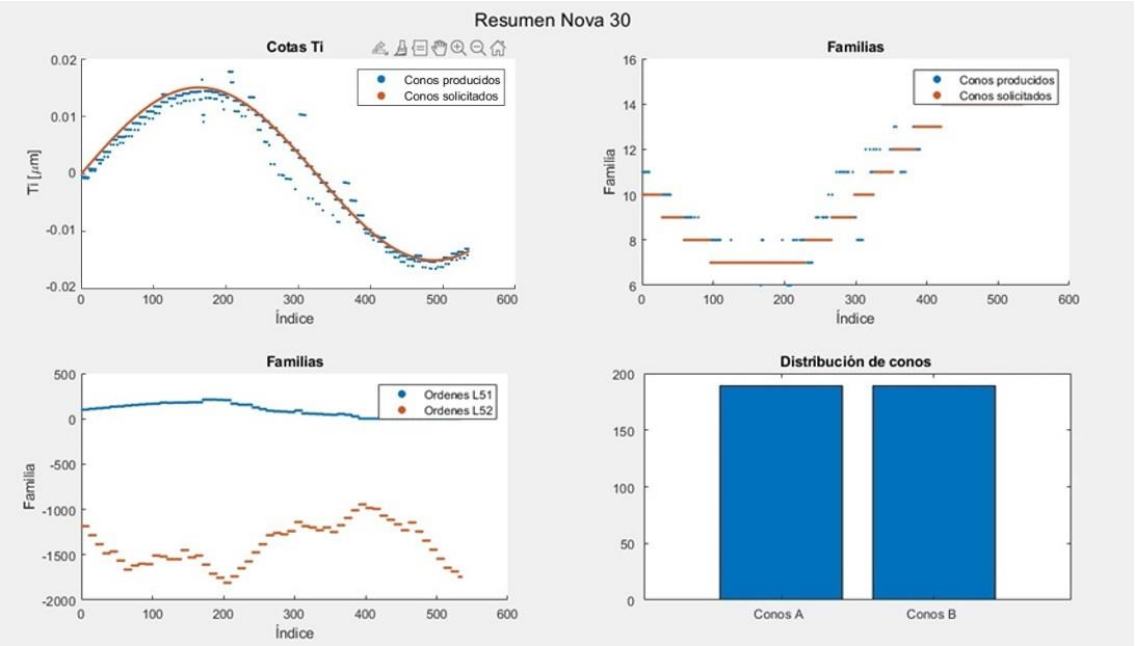 Resumen Nova 30
Cotas Ti
0.02
0.01
0
-0.01
-0.02
Ti [μm]
0 100 200 300 400 500 600
Índice
Conos producidos
Conos solicitados
Familias
16
14
12
10
8
6
Familia
0 100 200 300 400 500 600
Índice
Conos producidos
Conos solicitados
Familias
500
0
-500
-1000
-1500
-2000
Familia
0 100 200 300 400 500 600
Índice
Ordenes L51
Ordenes L52
Distribución de conos
200
150
100
50
0
Conos A Conos B